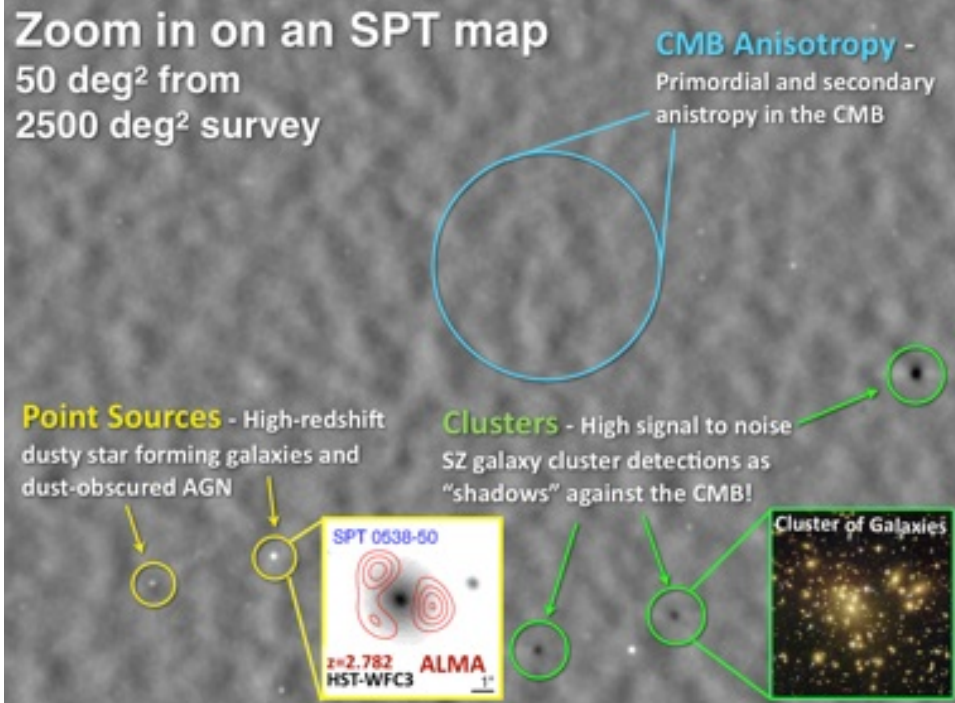 Zoom in on an SPT map
50 deg² from
2500 deg² survey
CMB Anisotropy -
Primordial and secondary
anistropy in the CMB
Point Sources - High-redshift
dusty star forming galaxies and
dust-obscured AGN
Clusters - High signal to noise
SZ galaxy cluster detections as
“shadows” against the CMB!
SPT 0538-50
z=2.782
ALMA
HST-WFC3
1"
Cluster of Galaxies